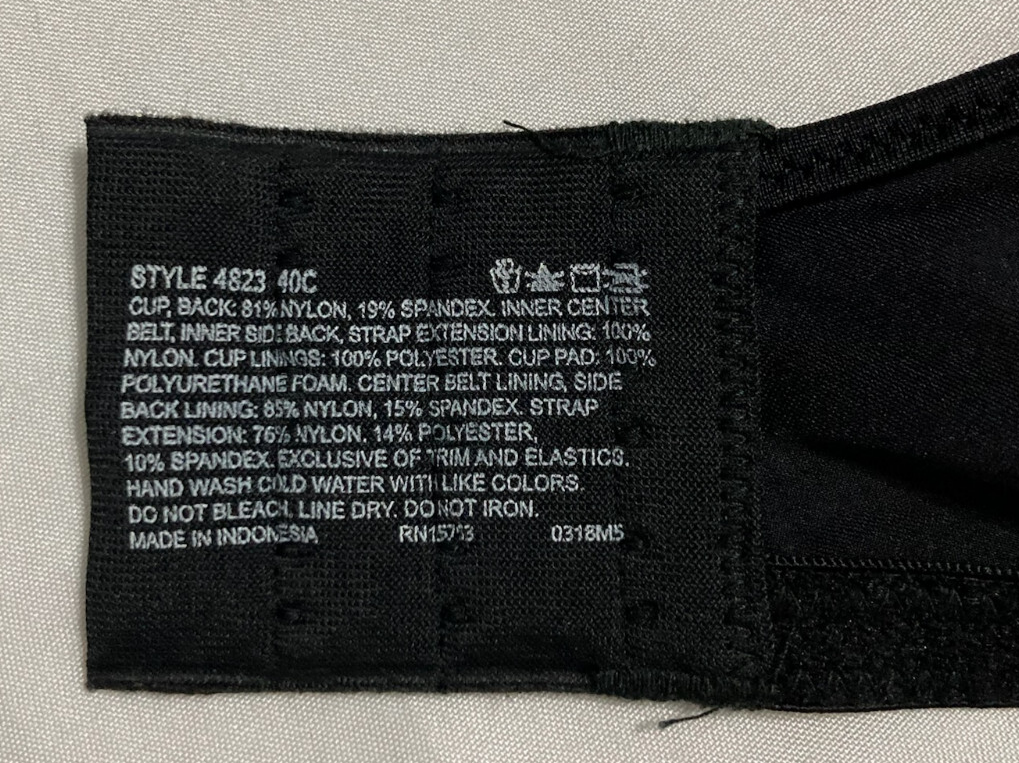 STYLE 4823 40C
CUP, BACK: 81% NYLON, 19% SPANDEX. INNER CENTER
BELT, INNER SIDE BACK, STRAP EXTENSION LINING: 100%
NYLON. CUP LININGS: 100% POLYESTER. CUP PAD: 100%
POLYURETHANE FOAM. CENTER BELT LINING, SIDE
BACK LINING: 85% NYLON, 15% SPANDEX. STRAP
EXTENSION: 76% NYLON, 14% POLYESTER,
10% SPANDEX. EXCLUSIVE OF TRIM AND ELASTICS.
HAND WASH COLD WATER WITH LIKE COLORS.
DO NOT BLEACH. LINE DRY. DO NOT IRON.
MADE IN INDONESIA 0318M5